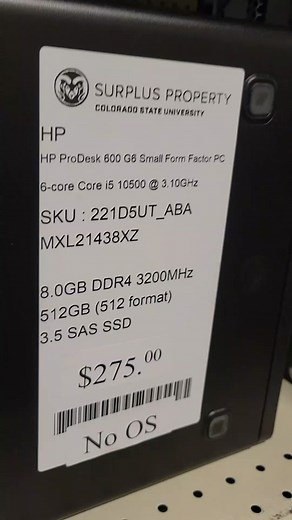 SURPLUS PROPERTY
COLORADO STATE UNIVERSITY
HP
HP ProDesk 600 G6 Small Form Factor PC
6-core Core i5 10500 @ 3.10GHz
SKU : 221D5UT_ABA
MXL21438XZ
8.0GB DDR4 3200MHz
512GB (512 format)
3.5 SAS SSD
$275.00
No OS